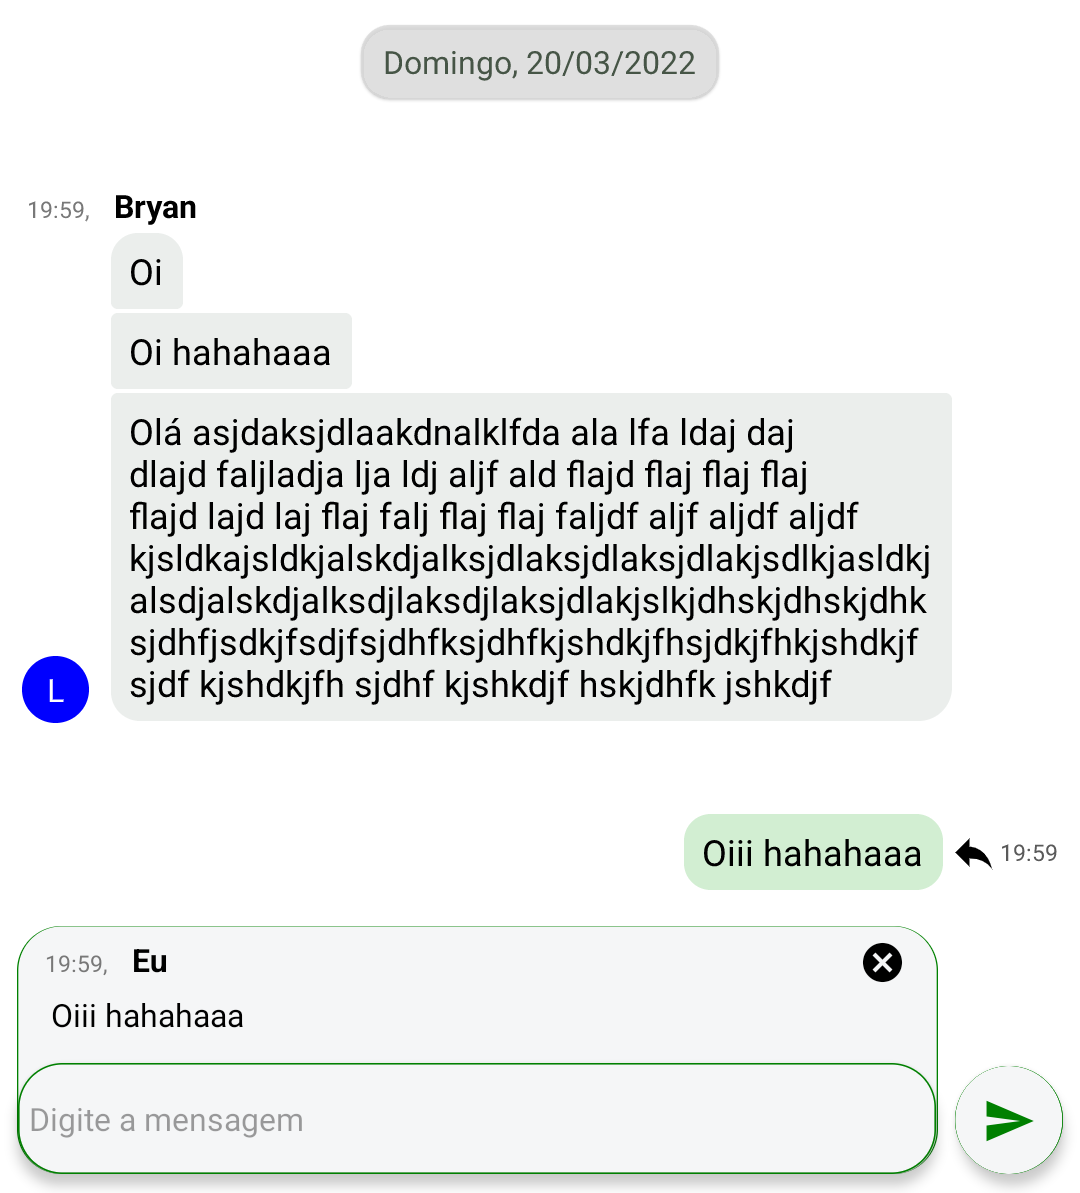 Domingo, 20/03/2022
19:59, Bryan
Oi
Oi hahahaaa
Olá asjdaksjdlaakdnalklfda ala lfa ldaj daj
dlajd faljladja lja ldj aljf ald flajd flaj flaj flaj
flajd lajd laj flaj falj flaj flaj faljdf aljf aljdf aljdf
kjsldkajsldkjalskdjalksjdlaksjdlaksjdlakjsdlkjasldkj
alsdjalskdjalksdjlaksdjlaksjdlakjslkjdhskjdhskjdhk
sjdhfjsdkjfsdjfsjdhfksjdhfkjshdkjfhsjdkjfhkjshdkjf
sjdf kjshdkjfh sjdhf kjshkdjf hskjdhfk jshkdjf
L
Oiii hahahaaa 19:59
19:59, Eu
Oiii hahahaaa
Digite a mensagem